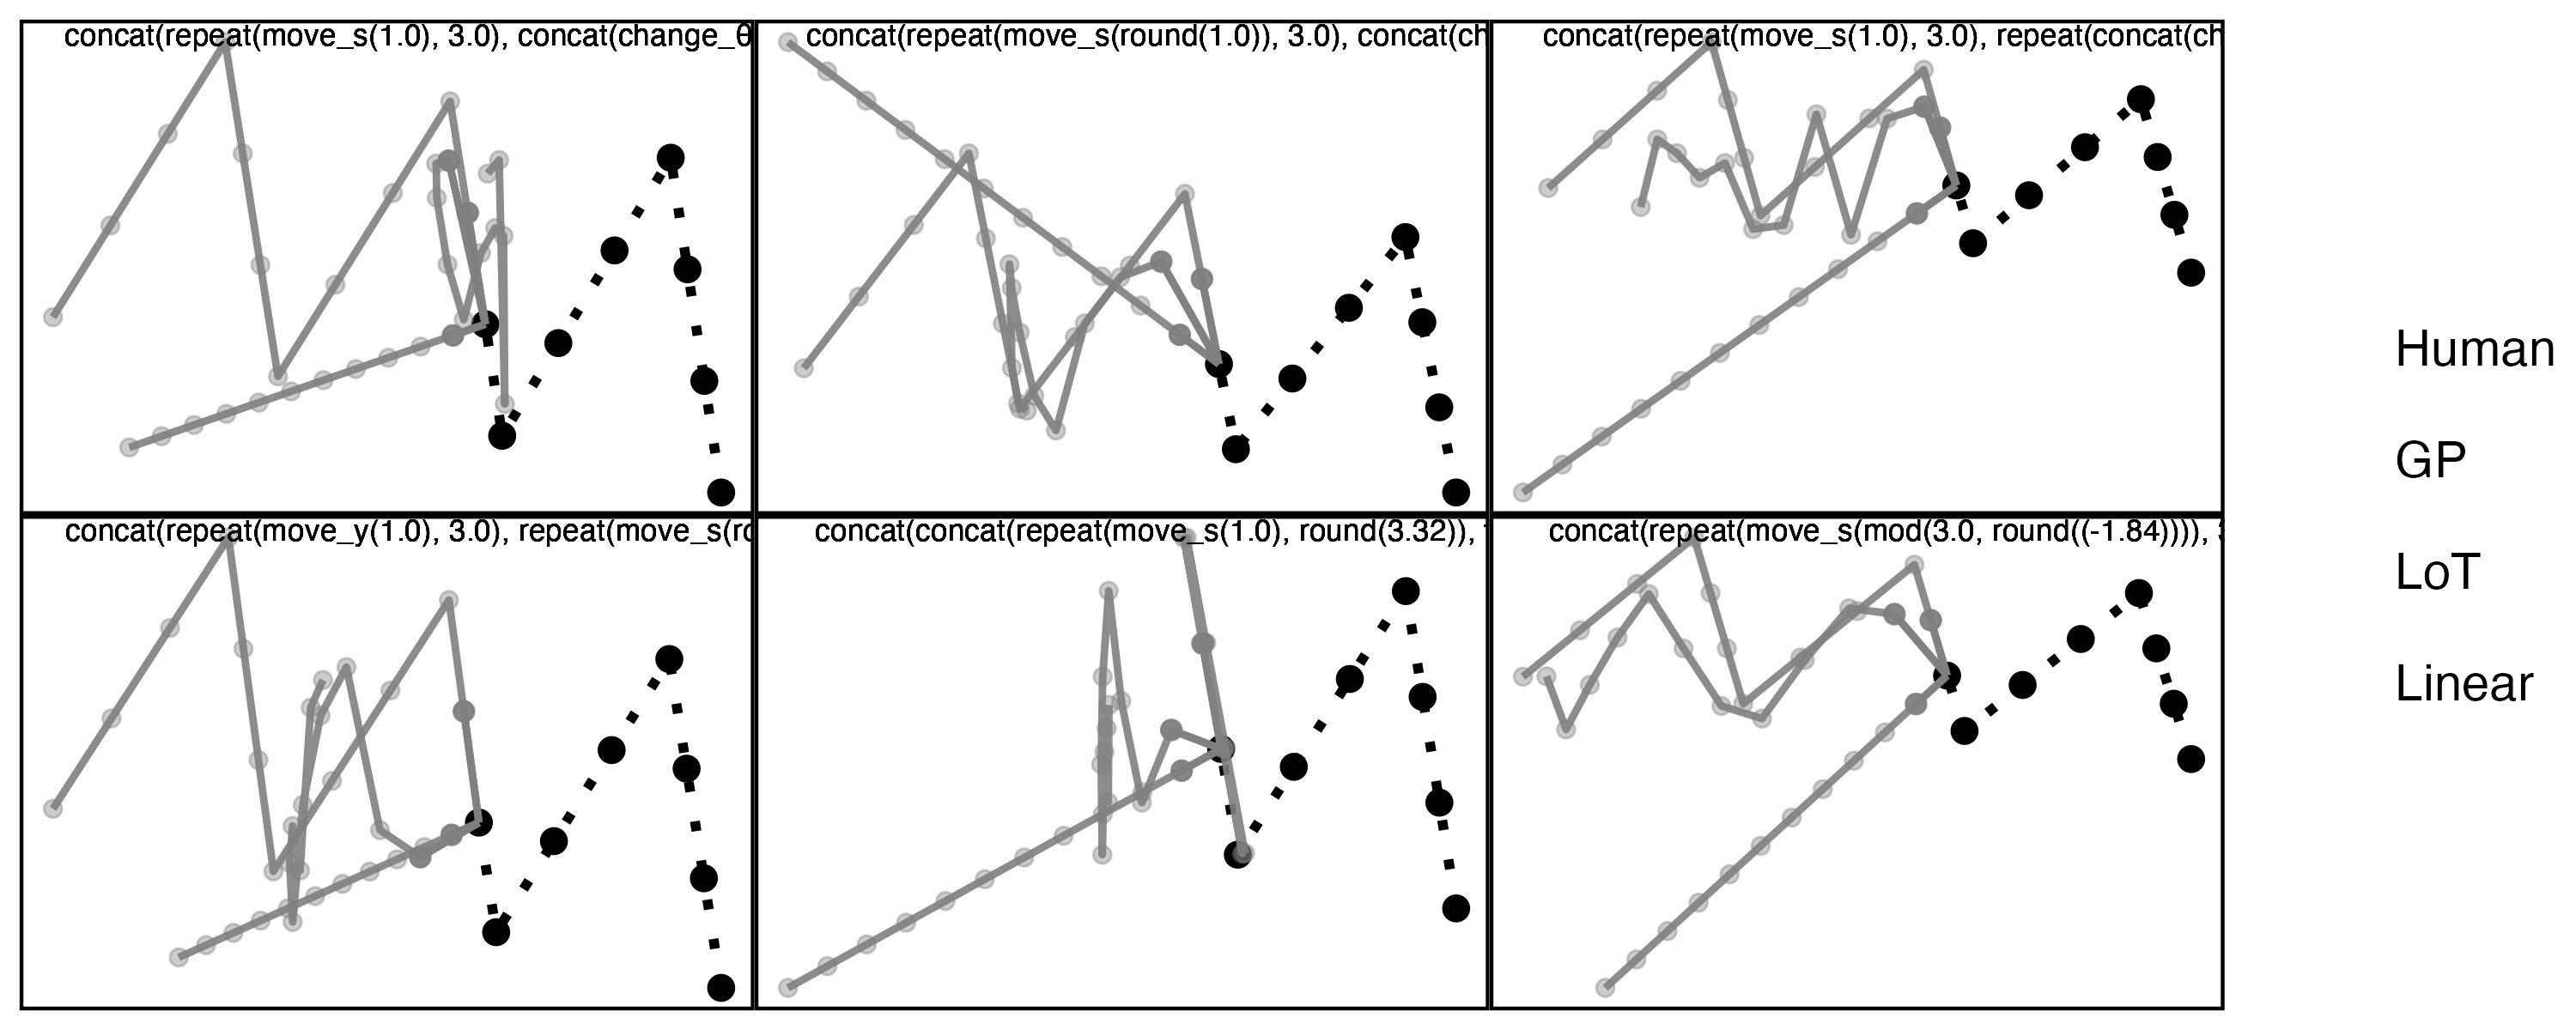 concat(repeat(move_s(1.0), 3.0), concat(change_θ
concat(repeat(move_s(round(1.0)), 3.0), concat(ch
concat(repeat(move_s(1.0), 3.0), repeat(concat(ch
concat(repeat(move_y(1.0), 3.0), repeat(move_s(ro
concat(concat(repeat(move_s(1.0), round(3.32)),
concat(repeat(move_s(mod(3.0, round((-1.84)))),
Human
GP
LoT
Linear